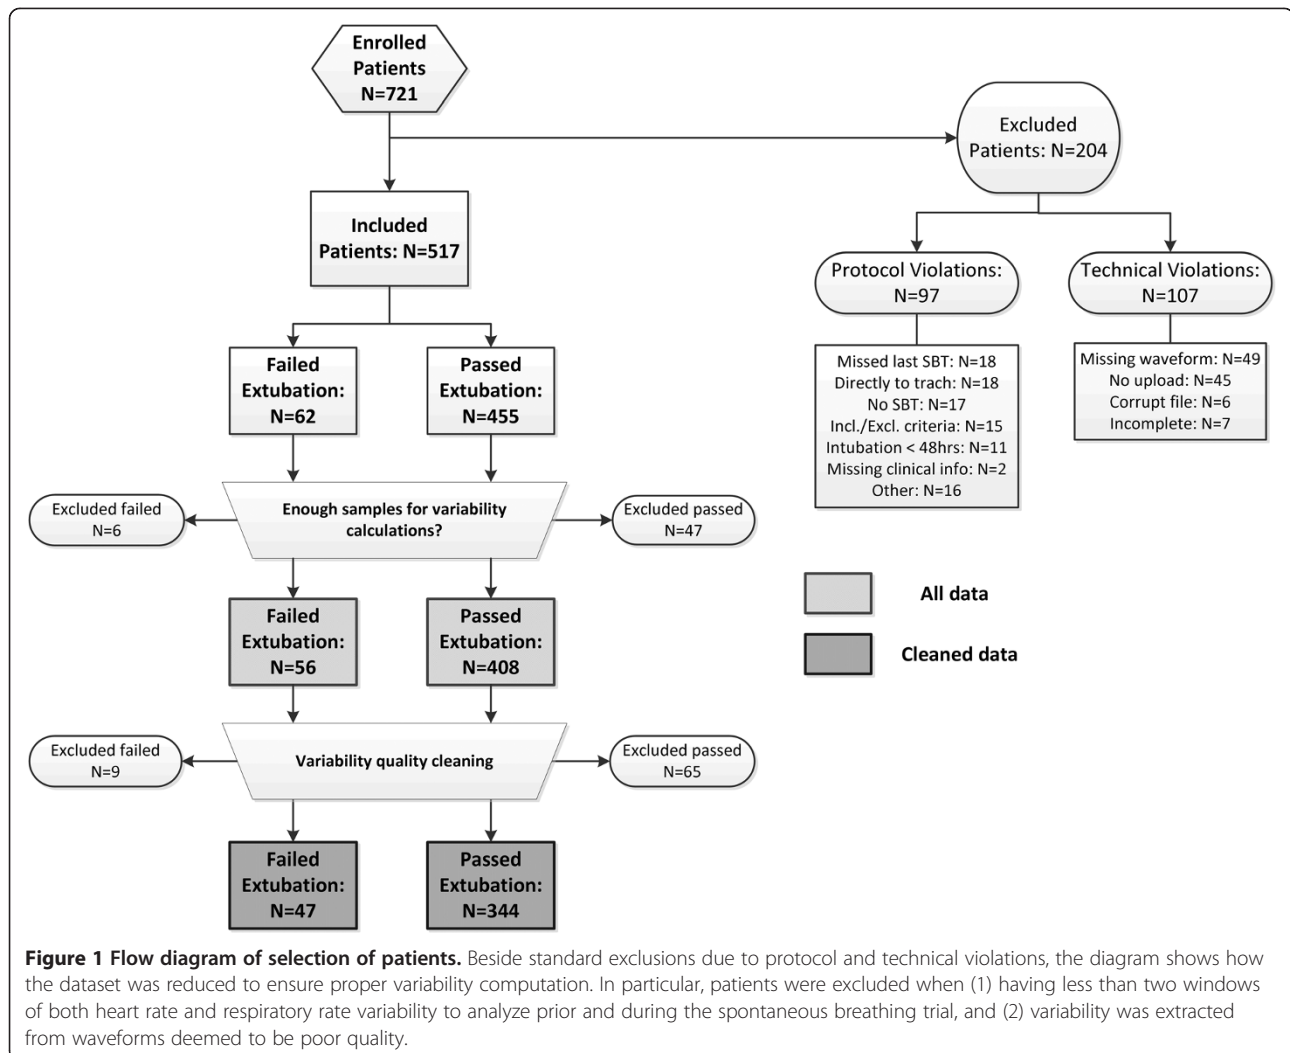 Enrolled
Patients
N=721
Excluded
Patients: N=204
Included
Patients: N=517
Protocol Violations:
N=97
Technical Violations:
N=107
Missed last SBT: N=18
Directly to trach: N=18
No SBT: N=17
Incl./Excl. criteria: N=15
Intubation < 48hrs: N=11
Missing clinical info: N=2
Other: N=16
Missing waveform: N=49
No upload: N=45
Corrupt file: N=6
Incomplete: N=7
Failed
Extubation:
N=62
Passed
Extubation:
N=455
Excluded failed
N=6
Enough samples for variability
calculations?
Excluded passed
N=47
Failed
Extubation:
N=56
Passed
Extubation:
N=408
All data
Cleaned data
Excluded failed
N=9
Variability quality cleaning
Excluded passed
N=65
Failed
Extubation:
N=47
Passed
Extubation:
N=344
Figure 1 Flow diagram of selection of patients. Beside standard exclusions due to protocol and technical violations, the diagram shows how
the dataset was reduced to ensure proper variability computation. In particular, patients were excluded when (1) having less than two windows
of both heart rate and respiratory rate variability to analyze prior and during the spontaneous breathing trial, and (2) variability was extracted
from waveforms deemed to be poor quality.